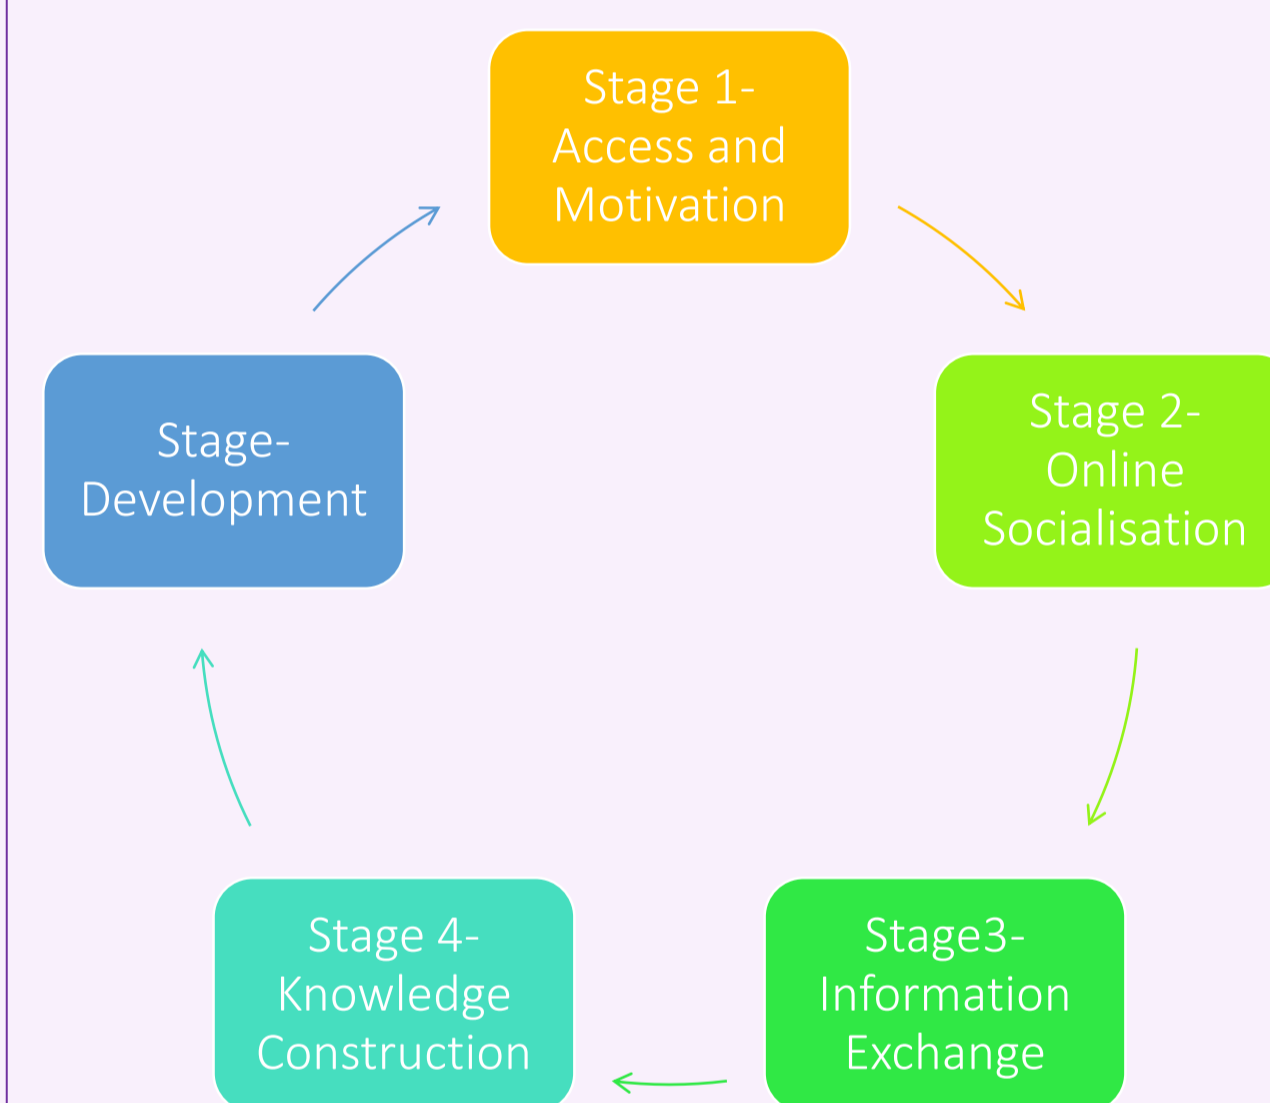 Stage 1-
Access and
Motivation
Stage 2-
Online
Socialisation
Stage3-
Information
Exchange
Stage 4-
Knowledge
Construction
Stage-
Development